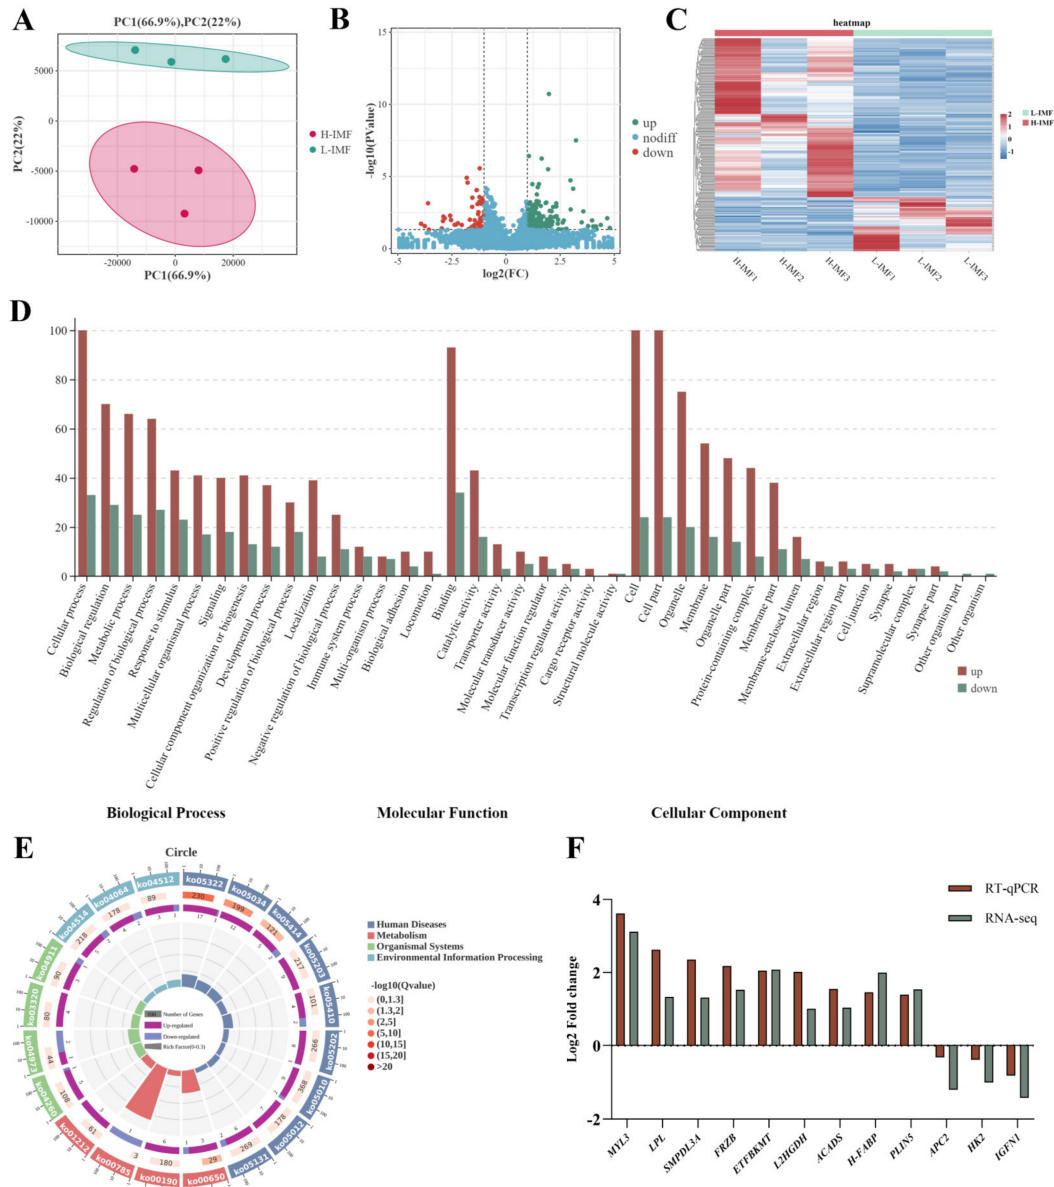 A
PC1(66.9%),PC2(22%)
5000
0
-5000
-10000
PC2(22%)
-20000
0
20000
PC1(66.9%)
H-IMF
L-IMF
B
15
10
5
0
-log10(PValue)
-5
-2.5
0
2.5
5
log2(FC)
up
nodiff
down
C
heatmap
2
1
0
-1
L-IMF
H-IMF
H-IMF1
H-IMF2
H-IMF3
L-IMF1
L-IMF2
L-IMF3
D
100
80
60
40
20
0
Cellular process
Biological regulation
Metabolic process
Regulation of biological process
Response to stimulus
Multicellular organismal process
Signaling
Cellular component organization or biogenesis
Developmental process
Positive regulation of biological process
Localization
Negative regulation of biological process
Immune system process
Multi-organism process
Biological adhesion
Locomotion
Binding
Catalytic activity
Transporter activity
Molecular transducer activity
Molecular function regulator
Transcription regulator activity
Cargo receptor activity
Structural molecule activity
Cell
Cell part
Organelle
Membrane
Organelle part
Protein-containing complex
Membrane part
Membrane-enclosed lumen
Extracellular region
Extracellular region part
Cell junction
Synapse
Supramolecular complex
Synapse part
Other organism part
Other organism
up
down
Biological Process
Molecular Function
Cellular Component
E
Circle
ko05322
ko05034
ko05414
ko05203
ko05410
ko05202
ko05010
ko05012
ko05131
ko00650
ko00190
ko00785
ko01212
ko04260
ko04973
ko03320
ko04911
ko04514
ko04064
ko04512
230
199
121
217
101
266
368
178
269
29
180
3
61
108
44
80
90
218
178
89
Number of Genes
Up-regulated
Down-regulated
Rich Factor(0-0.3)
Human Diseases
Metabolism
Organismal Systems
Environmental Information Processing
-log10(Qvalue)
(0,1.3]
(1.3,2]
(2,5]
(5,10]
(10,15]
(15,20]
>20
F
RT-qPCR
RNA-seq
4
2
0
-2
Log2 Fold change
MYL3
LPL
SMPDL3A
FRZB
ETFBKMT
L2HGDH
ACADS
H-FABP
PLIN5
APC2
HK2
IGFN1